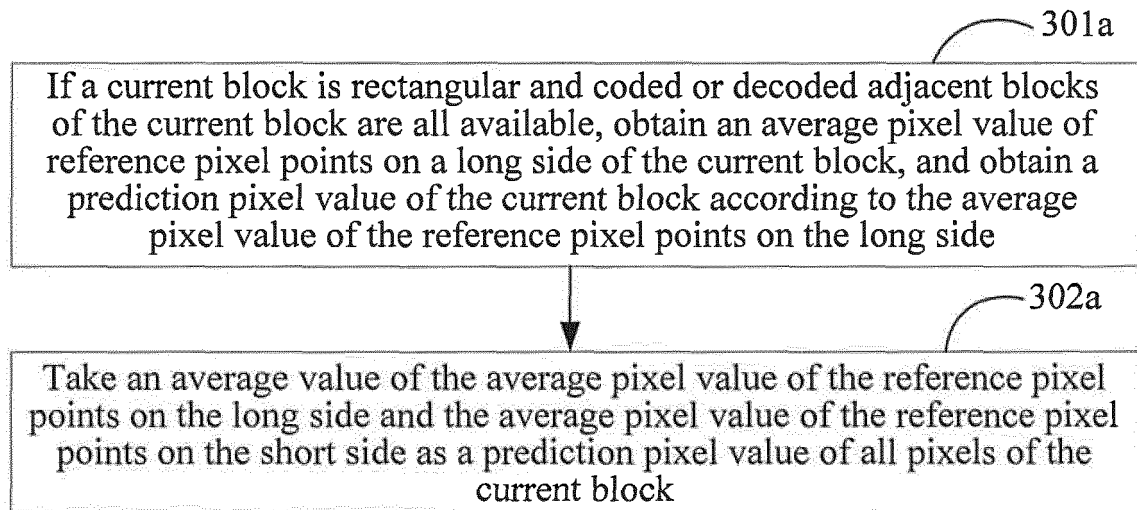 301a
If a current block is rectangular and coded or decoded adjacent blocks
of the current block are all available, obtain an average pixel value of
reference pixel points on a long side of the current block, and obtain a
prediction pixel value of the current block according to the average
pixel value of the reference pixel points on the long side
302a
Take an average value of the average pixel value of the reference pixel
points on the long side and the average pixel value of the reference pixel
points on the short side as a prediction pixel value of all pixels of the
current block